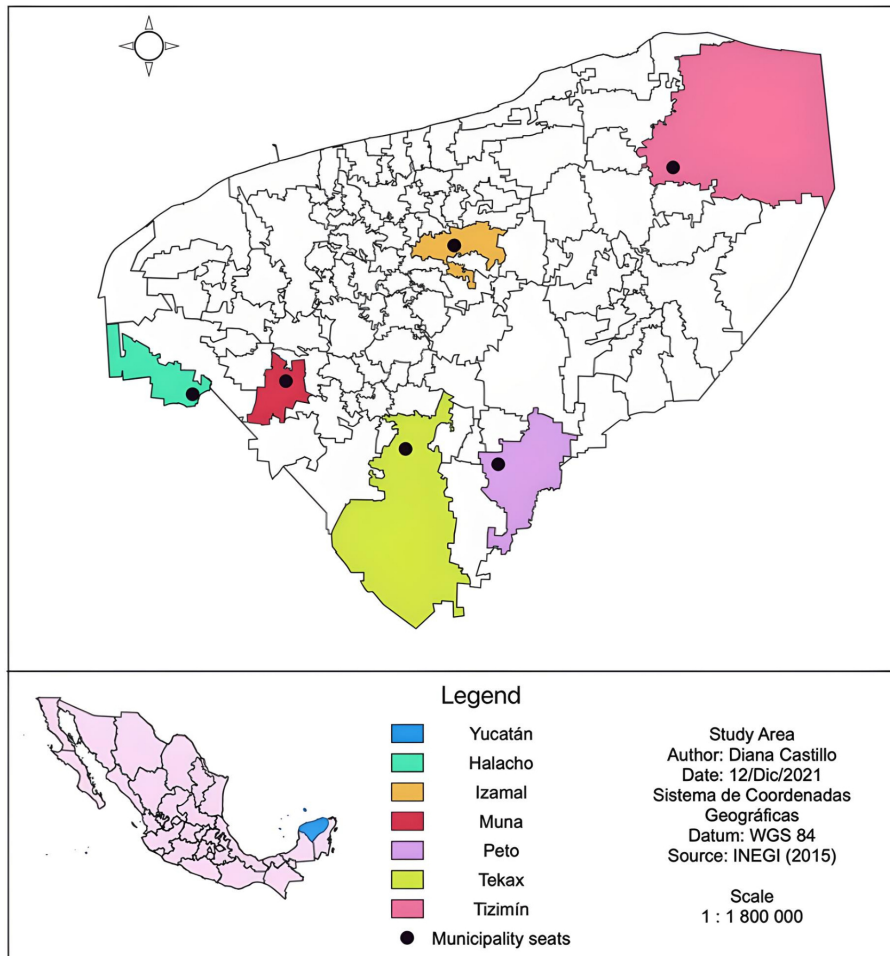 Legend
Yucatán
Halacho
Izamal
Muna
Peto
Tekax
Tizimín
Municipality seats
Study Area
Author: Diana Castillo
Date: 12/Dic/2021
Sistema de Coordenadas
Geográficas
Datum: WGS 84
Source: INEGI (2015)
Scale
1 : 1 800 000